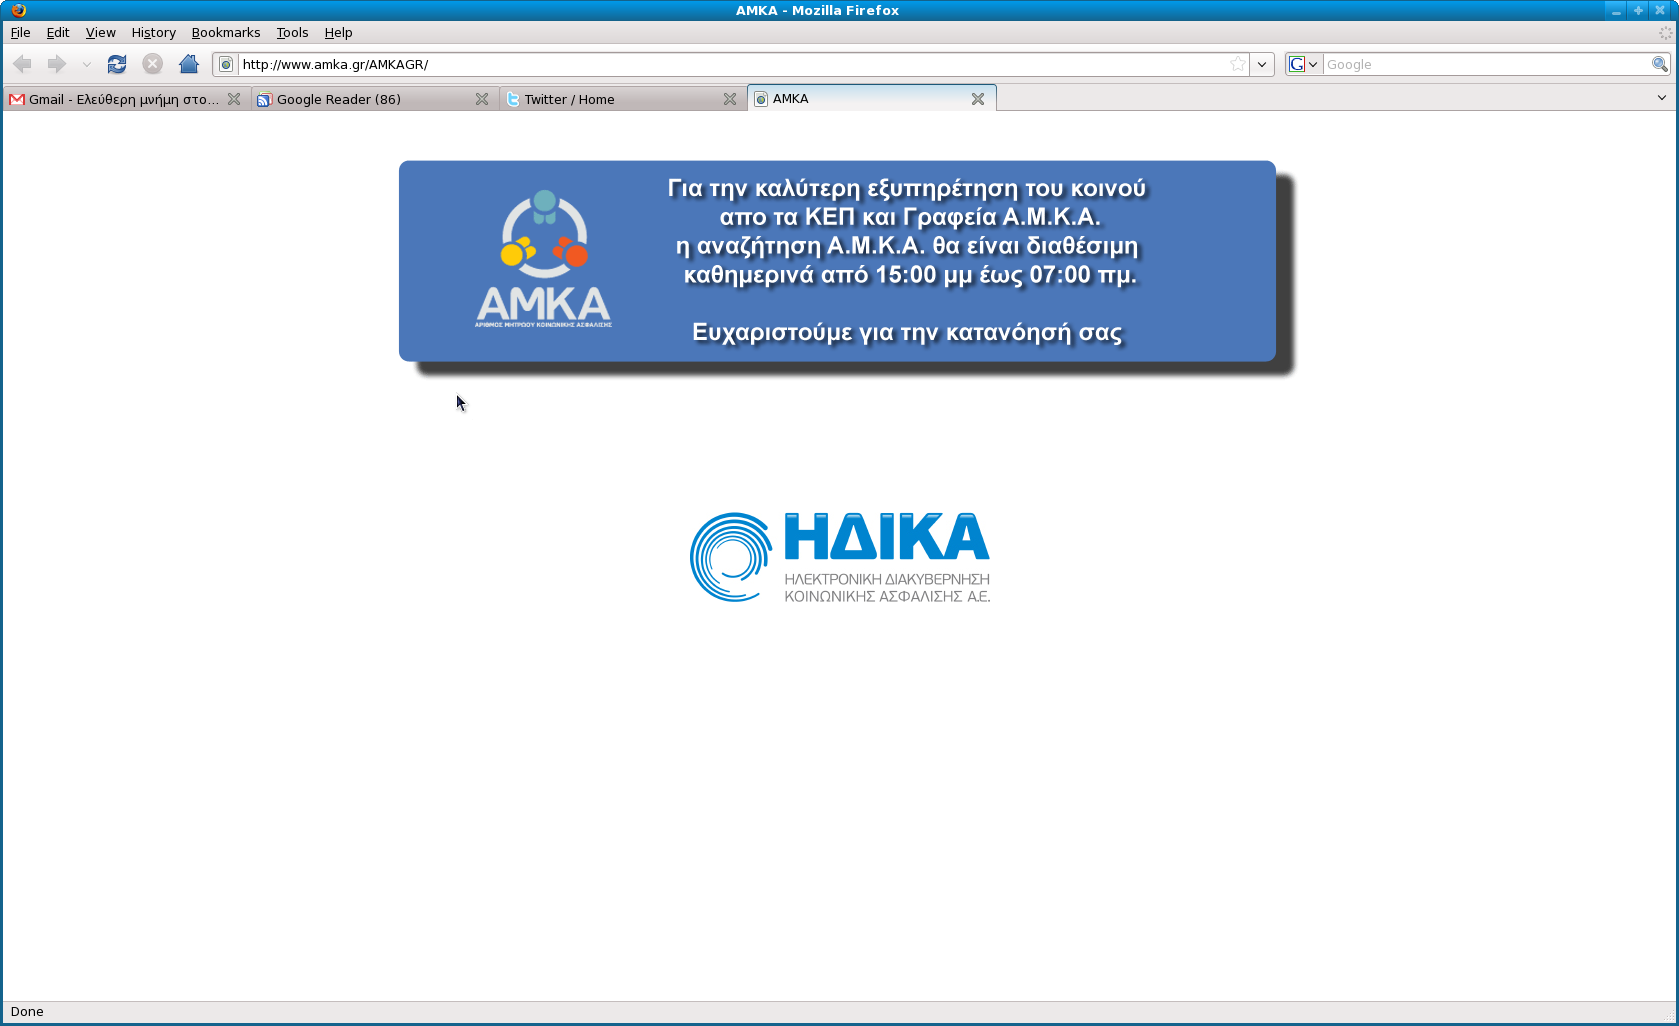 AMKA - Mozilla Firefox
File Edit View History Bookmarks Tools Help
http://www.amka.gr/AMKAGR/
Google
Gmail - Ελεύθερη μνήμη στο...
Google Reader (86)
Twitter / Home
AMKA
Για την καλύτερη εξυπηρέτηση του κοινού
απο τα ΚΕΠ και Γραφεία Α.Μ.Κ.Α.
η αναζήτηση Α.Μ.Κ.Α. θα είναι διαθέσιμη
καθημερινά από 15:00 μμ έως 07:00 πμ.
Ευχαριστούμε για την κατανόησή σας
ΑΜΚΑ
ΑΡΙΘΜΟΣ ΜΗΤΡΩΟΥ ΚΟΙΝΩΝΙΚΗΣ ΑΣΦΑΛΙΣΗΣ
ΗΔΙΚΑ
ΗΛΕΚΤΡΟΝΙΚΗ ΔΙΑΚΥΒΕΡΝΗΣΗ
ΚΟΙΝΩΝΙΚΗΣ ΑΣΦΑΛΙΣΗΣ Α.Ε.
Done